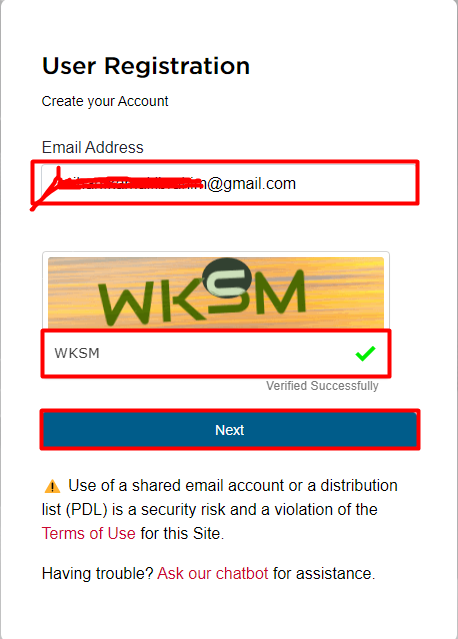 User Registration
Create your Account
Email Address
@gmail.com
WKSM
WKSM
Verified Successfully
Next
Use of a shared email account or a distribution
list (PDL) is a security risk and a violation of the
Terms of Use for this Site.
Having trouble? Ask our chatbot for assistance.